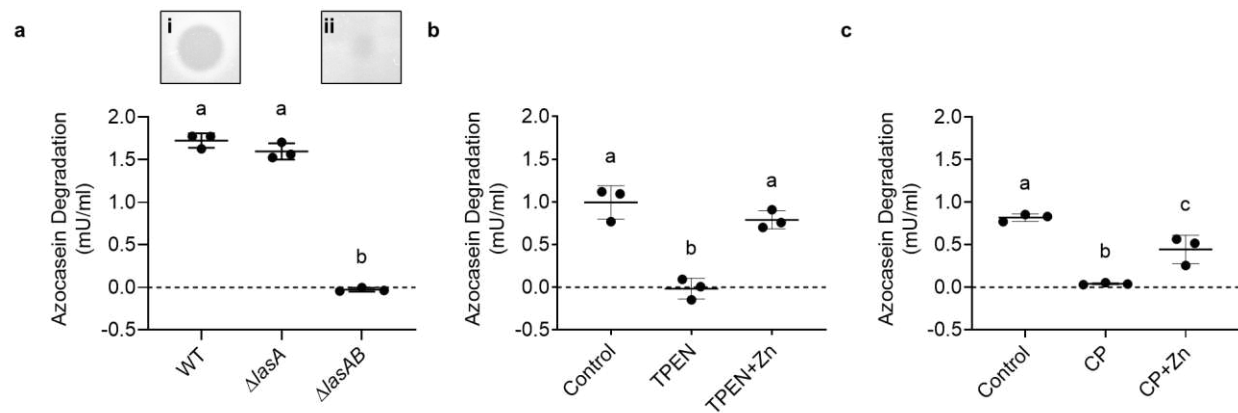 a
i
ii
Azocasein Degradation
(mU/ml)
2.0
1.5
1.0
0.5
0.0
-0.5
a
a
b
WT
ΔlasA
ΔlasAB
b
Azocasein Degradation
(mU/ml)
2.0
1.5
1.0
0.5
0.0
-0.5
a
b
a
Control
TPEN
TPEN+Zn
c
Azocasein Degradation
(mU/ml)
2.0
1.5
1.0
0.5
0.0
-0.5
a
b
c
Control
CP
CP+Zn